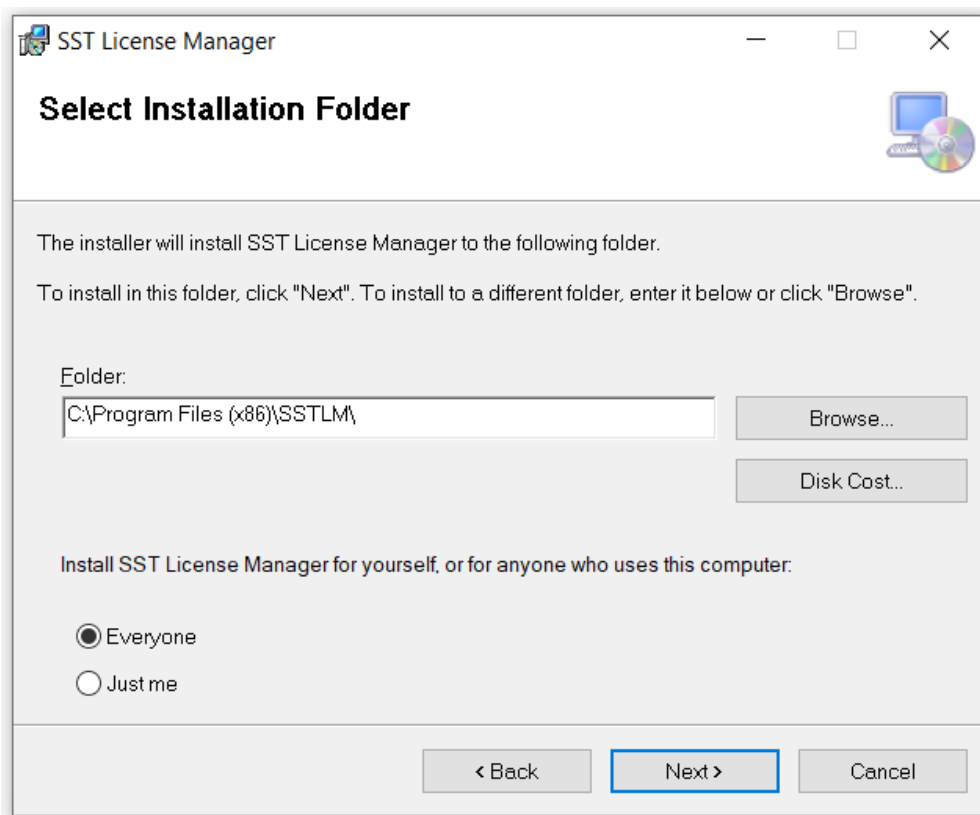 SST License Manager
Select Installation Folder
The installer will install SST License Manager to the following folder.
To install in this folder, click "Next". To install to a different folder, enter it below or click "Browse".
Folder:
C:\Program Files (x86)\SSTLM\
Browse...
Disk Cost...
Install SST License Manager for yourself, or for anyone who uses this computer:
Everyone
Just me
< Back
Next >
Cancel